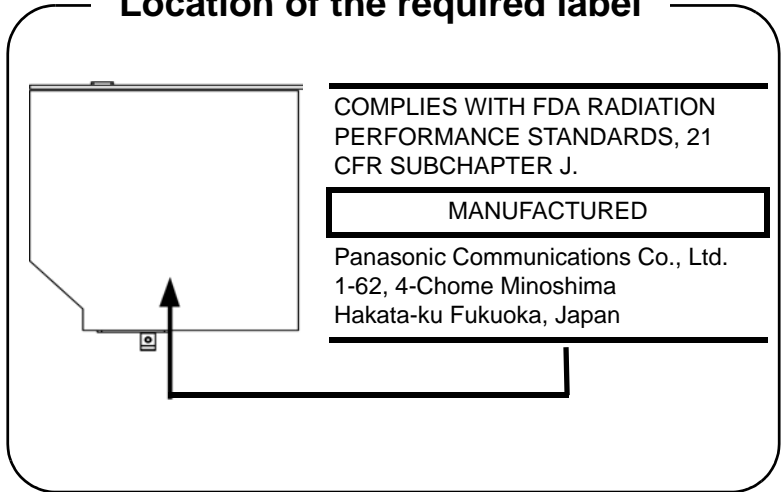 Location of the required label
COMPLIES WITH FDA RADIATION
PERFORMANCE STANDARDS, 21
CFR SUBCHAPTER J.
MANUFACTURED
Panasonic Communications Co., Ltd.
1-62, 4-Chome Minoshima
Hakata-ku Fukuoka, Japan